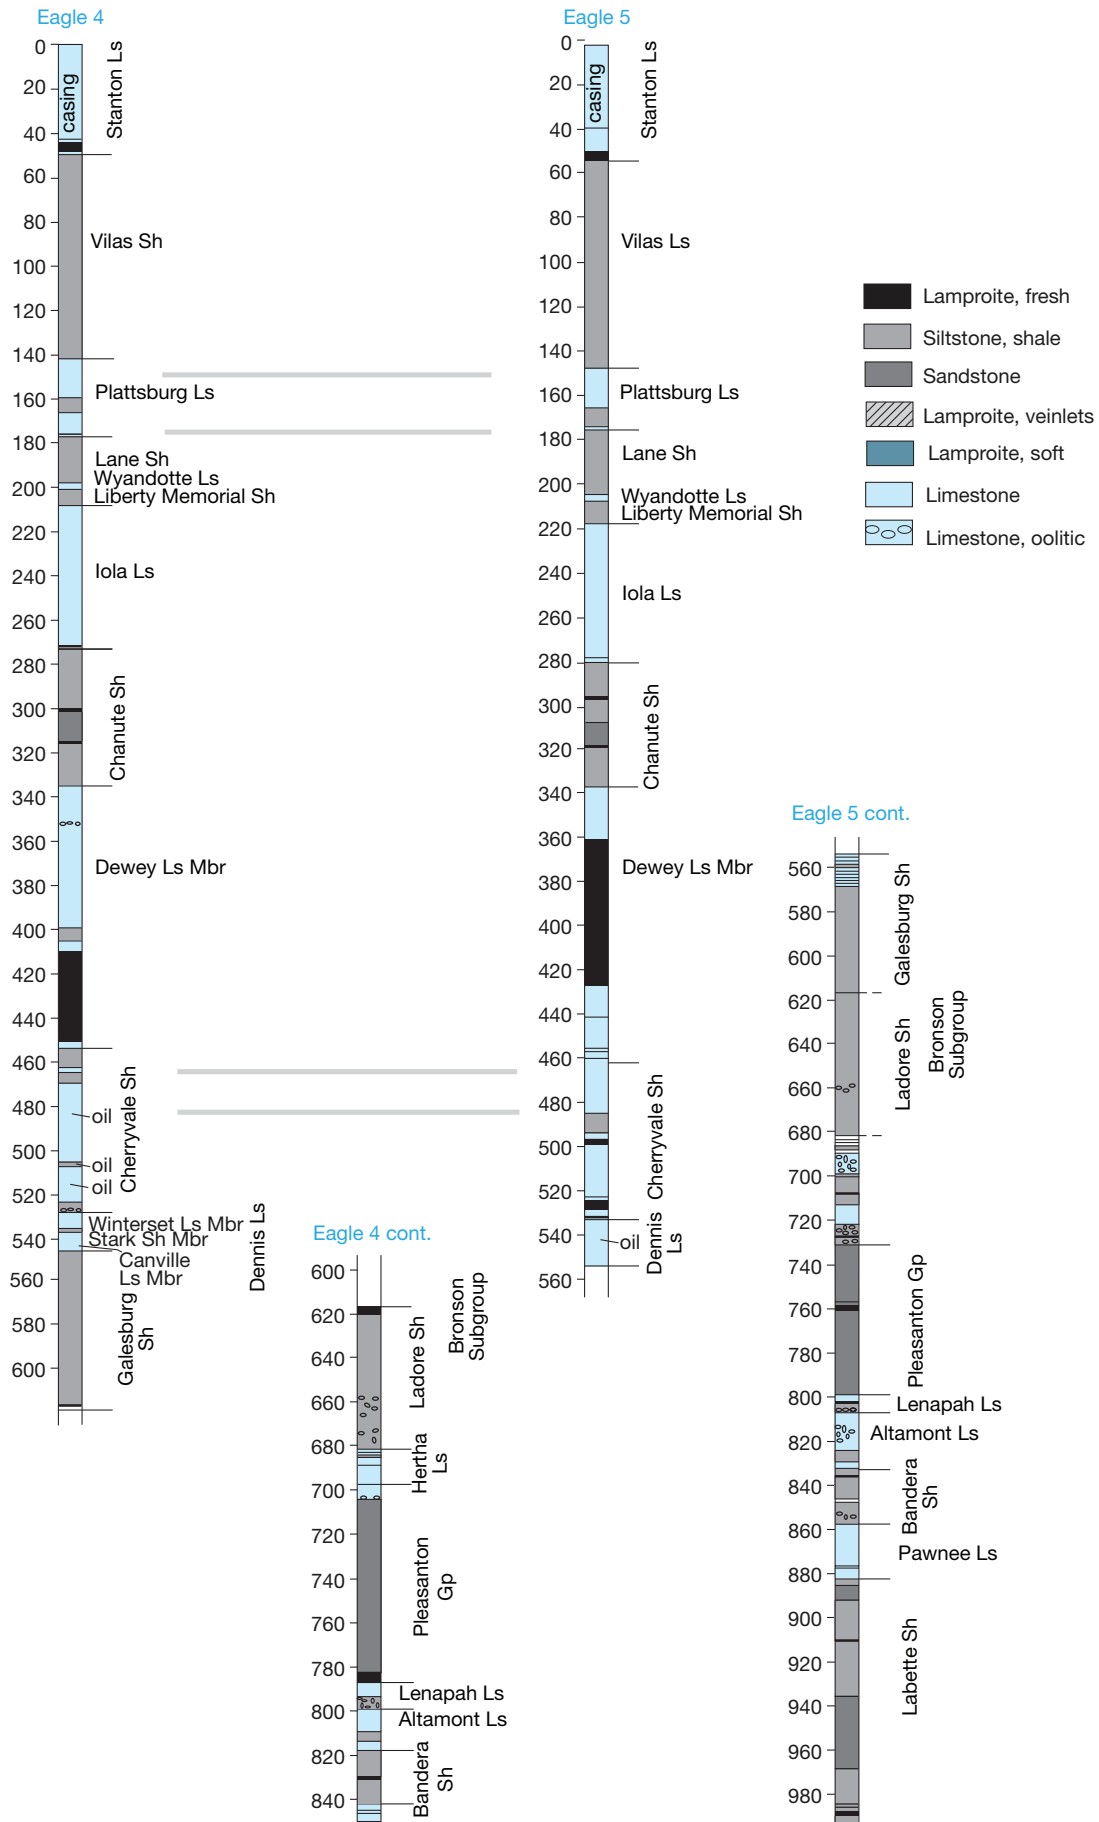 Eagle 4
0
20
40
60
80
100
120
140
160
180
200
220
240
260
280
300
320
340
360
380
400
420
440
460
480
500
520
540
560
580
600
casing
Stanton Ls
Vilas Sh
Plattsburg Ls
Lane Sh
Wyandotte Ls
Liberty Memorial Sh
Iola Ls
Chanute Sh
Dewey Ls Mbr
Cherryvale Sh
oil
oil
oil
Winterset Ls Mbr
Stark Sh Mbr
Canville
Ls Mbr
Dennis Ls
Galesburg
Sh
Eagle 4 cont.
600
620
640
660
680
700
720
740
760
780
800
820
840
Ladore Sh
Bronson
Subgroup
Hertha
Ls
Pleasanton
Gp
Lenapah Ls
Altamont Ls
Bandera
Sh
Eagle 5
0
20
40
60
80
100
120
140
160
180
200
220
240
260
280
300
320
340
360
380
400
420
440
460
480
500
520
540
560
casing
Stanton Ls
Vilas Ls
Plattsburg Ls
Lane Sh
Wyandotte Ls
Liberty Memorial Sh
Iola Ls
Chanute Sh
Dewey Ls Mbr
Cherryvale Sh
oil
Dennis
Ls
Lamproite, fresh
Siltstone, shale
Sandstone
Lamproite, veinlets
Lamproite, soft
Limestone
Limestone, oolitic
Eagle 5 cont.
560
580
600
620
640
660
680
700
720
740
760
780
800
820
840
860
880
900
920
940
960
980
Galesburg Sh
Ladore Sh
Bronson
Subgroup
Pleasanton Gp
Lenapah Ls
Altamont Ls
Bandera
Sh
Pawnee Ls
Labette Sh